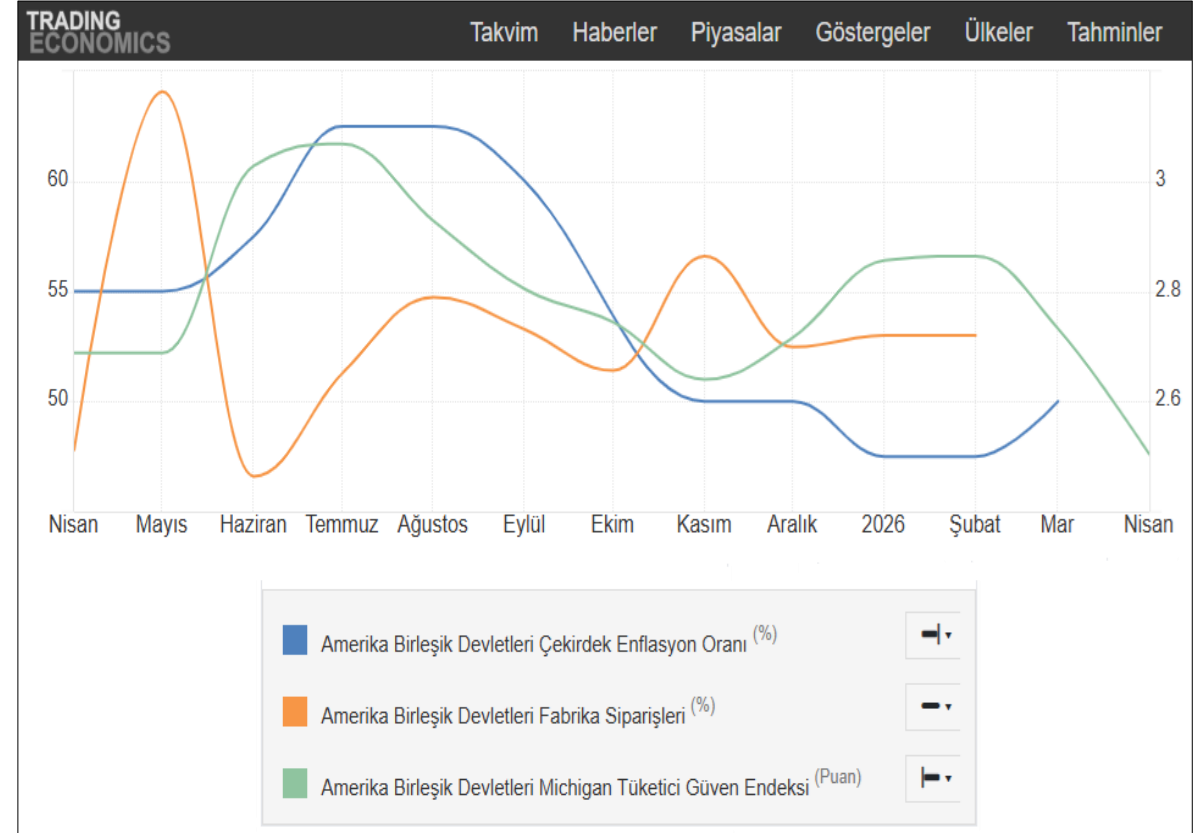 TRADING
ECONOMICS
Takvim Haberler Piyasalar Göstergeler Ülkeler Tahminler
60 3
55 2.8
50 2.6
Nisan Mayıs Haziran Temmuz Ağustos Eylül Ekim Kasım Aralık 2026 Şubat Mar Nisan
Amerika Birleşik Devletleri Çekirdek Enflasyon Oranı (%)
Amerika Birleşik Devletleri Fabrika Siparişleri (%)
Amerika Birleşik Devletleri Michigan Tüketici Güven Endeksi (Puan)